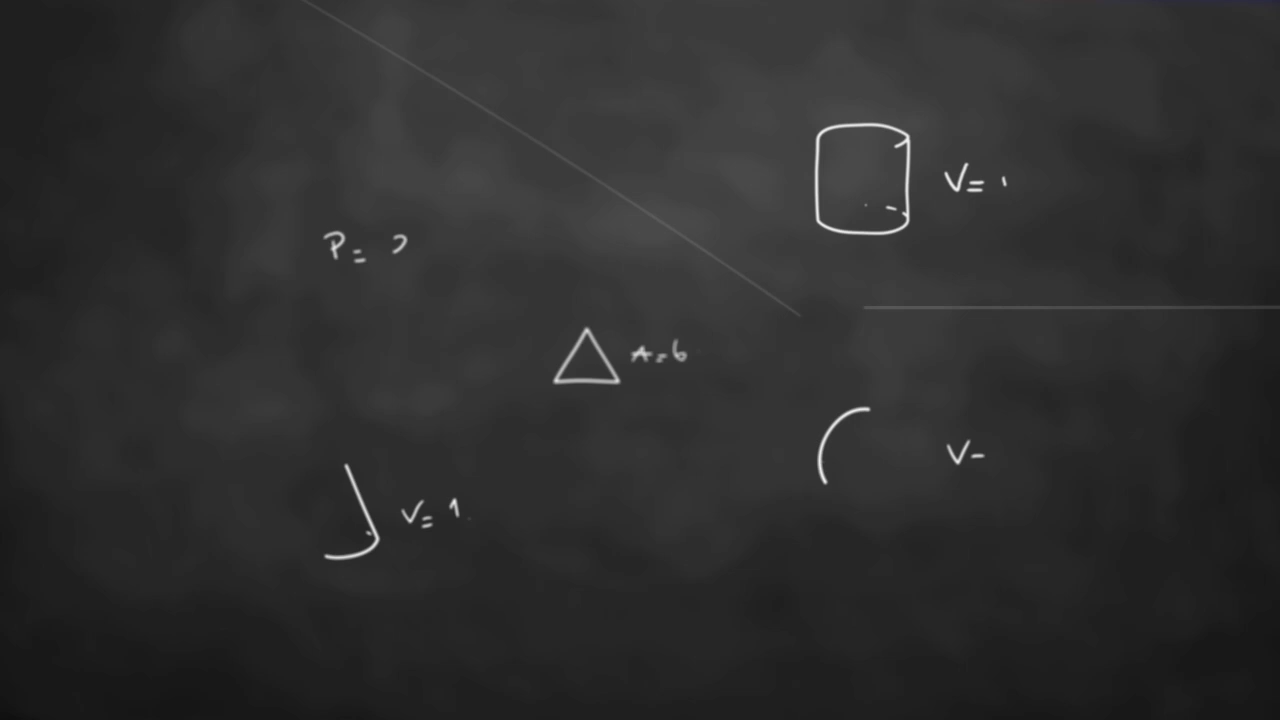 V=
P=
A=6
V= 1
V-